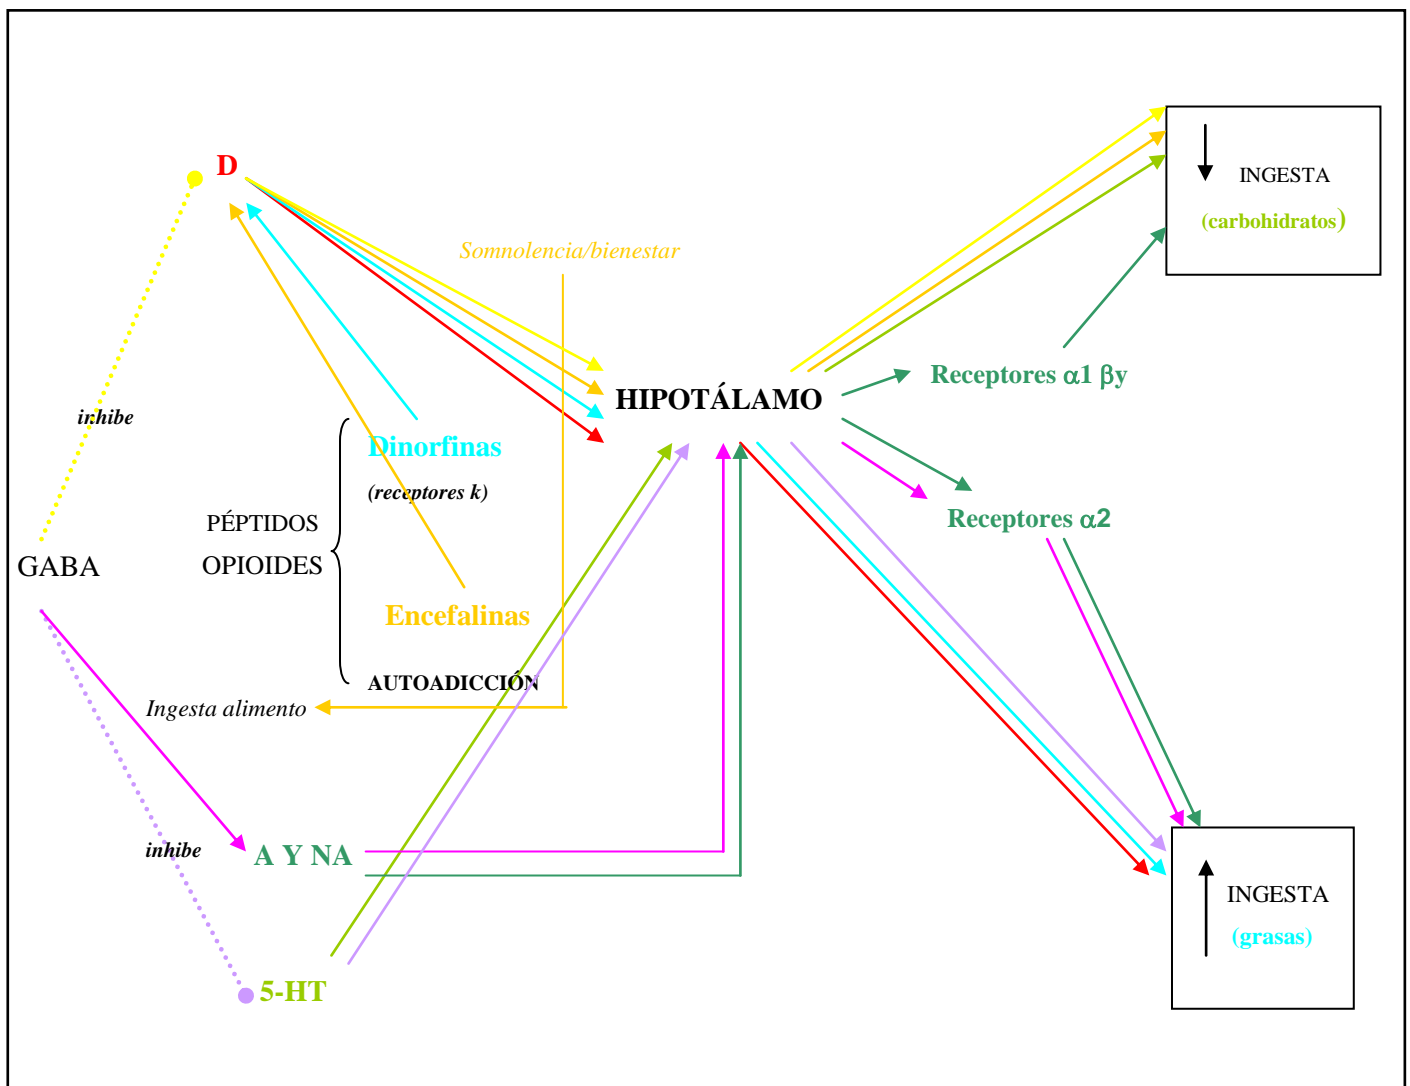 D
INGESTA
(carbohidratos)
Somnolencia/bienestar
Receptores α1 βy
HIPOTÁLAMO
inhibe
Dinorfinas
(receptores k)
PÉPTIDOS
OPIOIDES
Receptores α2
GABA
Encefalinas
AUTOADICCIÓN
Ingesta alimento
inhibe
A Y NA
INGESTA
(grasas)
5-HT